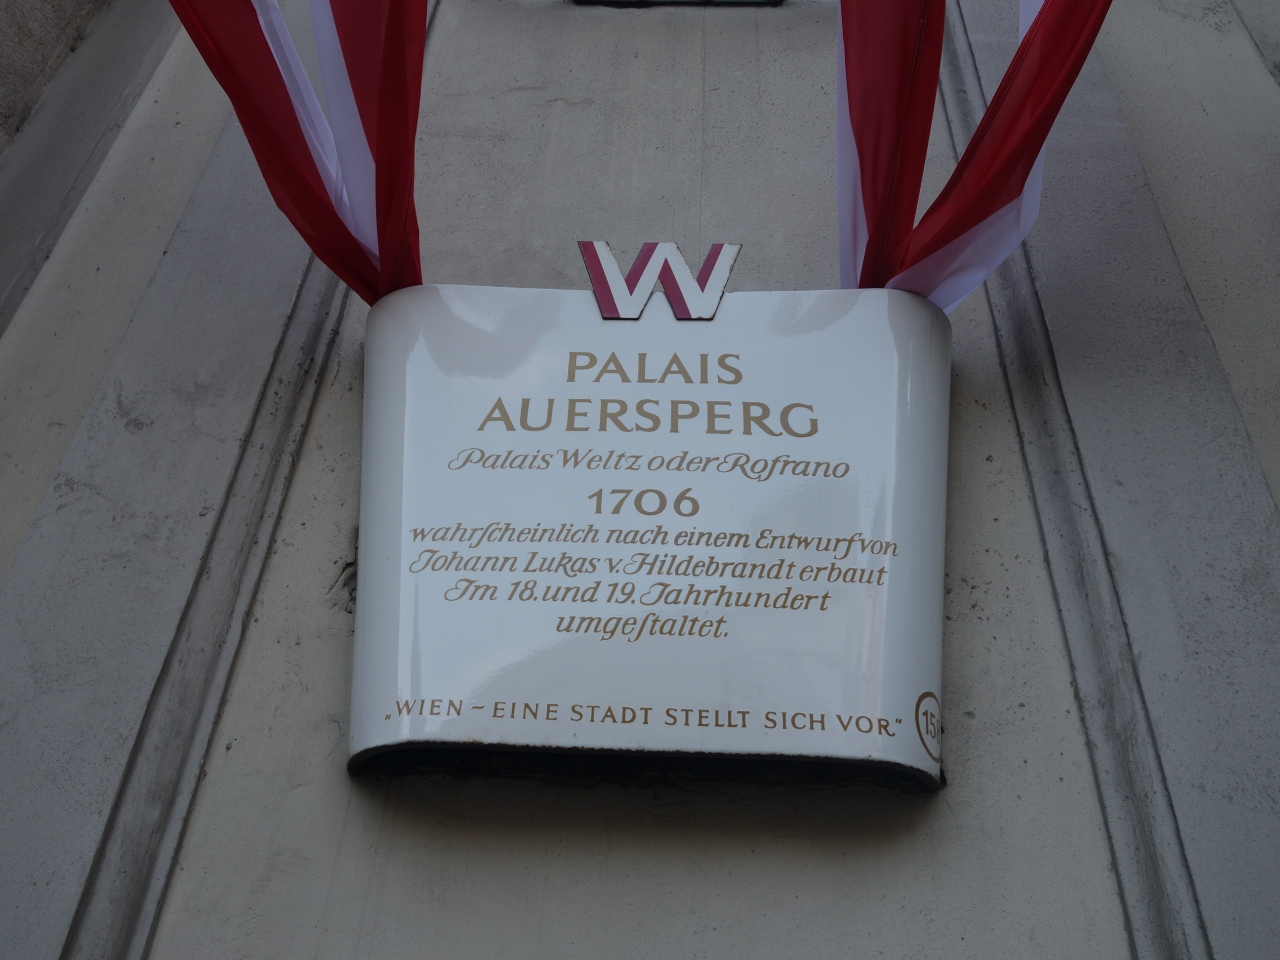 W
PALAIS
AUERSPERG
Palais Weltz oder Rofrano
1706
wahrſcheinlich nach einem Entwurf von
Johann Lukas v. Hildebrandt erbaut
Im 18. und 19. Jahrhundert
umgeſtaltet.
„WIEN – EINE STADT STELLT SICH VOR.“